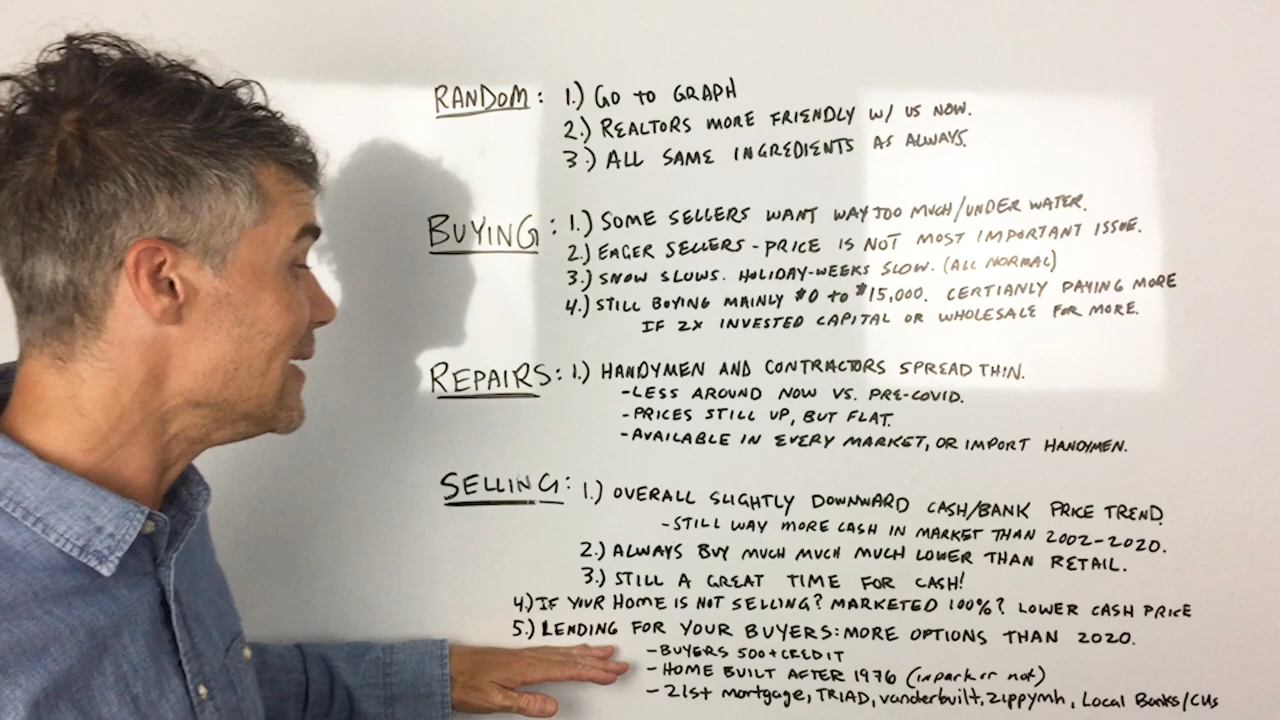 RANDOM: 1.) GO TO GRAPH
2.) REALTORS MORE FRIENDLY W/ US NOW.
3.) ALL SAME INGREDIENTS AS ALWAYS.
BUYING: 1.) SOME SELLERS WANT WAY TOO MUCH/UNDER WATER.
2.) EAGER SELLERS - PRICE IS NOT MOST IMPORTANT ISSUE.
3.) SNOW SLOWS. HOLIDAY-WEEKS SLOW. (ALL NORMAL)
4.) STILL BUYING MAINLY $0 to $15,000. CERTIANLY PAYING MORE
IF 2X INVESTED CAPITAL OR WHOLESALE FOR MORE.
REPAIRS: 1.) HANDYMEN AND CONTRACTORS SPREAD THIN.
-LESS AROUND NOW VS. PRE-COVID.
-PRICES STILL UP, BUT FLAT.
-AVAILABLE IN EVERY MARKET, OR IMPORT HANDYMEN.
SELLING: 1.) OVERALL SLIGHTLY DOWNWARD CASH/BANK PRICE TREND.
-STILL WAY MORE CASH IN MARKET THAN 2002-2020.
2.) ALWAYS BUY MUCH MUCH MUCH LOWER THAN RETAIL.
3.) STILL A GREAT TIME FOR CASH!
4.) IF YOUR HOME IS NOT SELLING? MARKETED 100%? LOWER CASH PRICE
5.) LENDING FOR YOUR BUYERS: MORE OPTIONS THAN 2020.
-BUYERS 500+ CREDIT
-HOME BUILT AFTER 1976 (in park or not)
-21st mortgage, TRIAD, vanderbuilt, zippymh, Local Banks/CUs